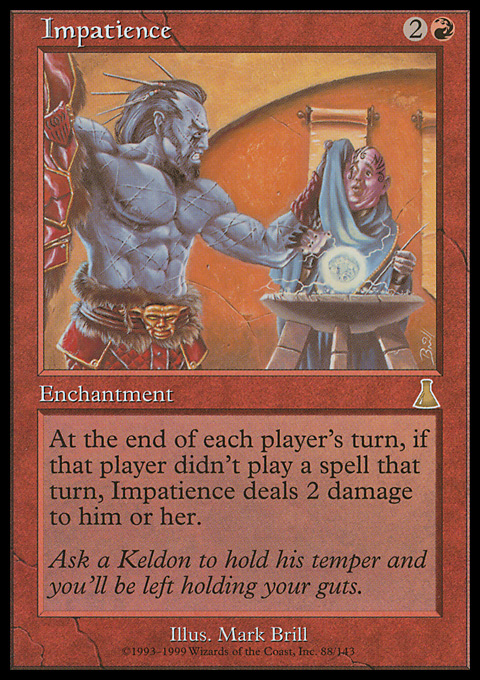 Impatience 2
Brill
Enchantment
At the end of each player's turn, if
that player didn't play a spell that
turn, Impatience deals 2 damage
to him or her.
Ask a Keldon to hold his temper and
you'll be left holding your guts.
Illus. Mark Brill
©1993–1999 Wizards of the Coast, Inc. 88/143